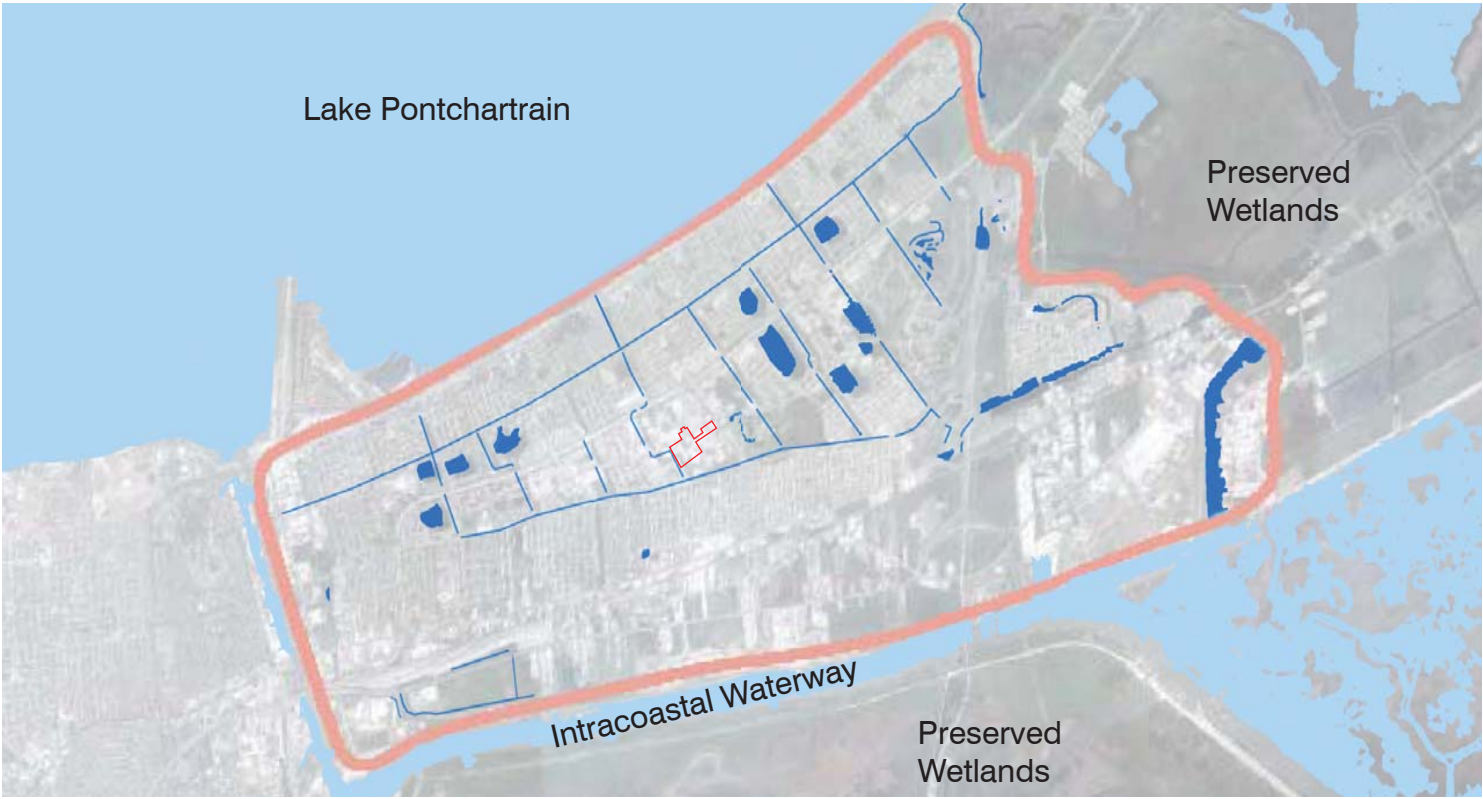 Lake Pontchartrain
Preserved
Wetlands
Intracoastal Waterway
Preserved
Wetlands